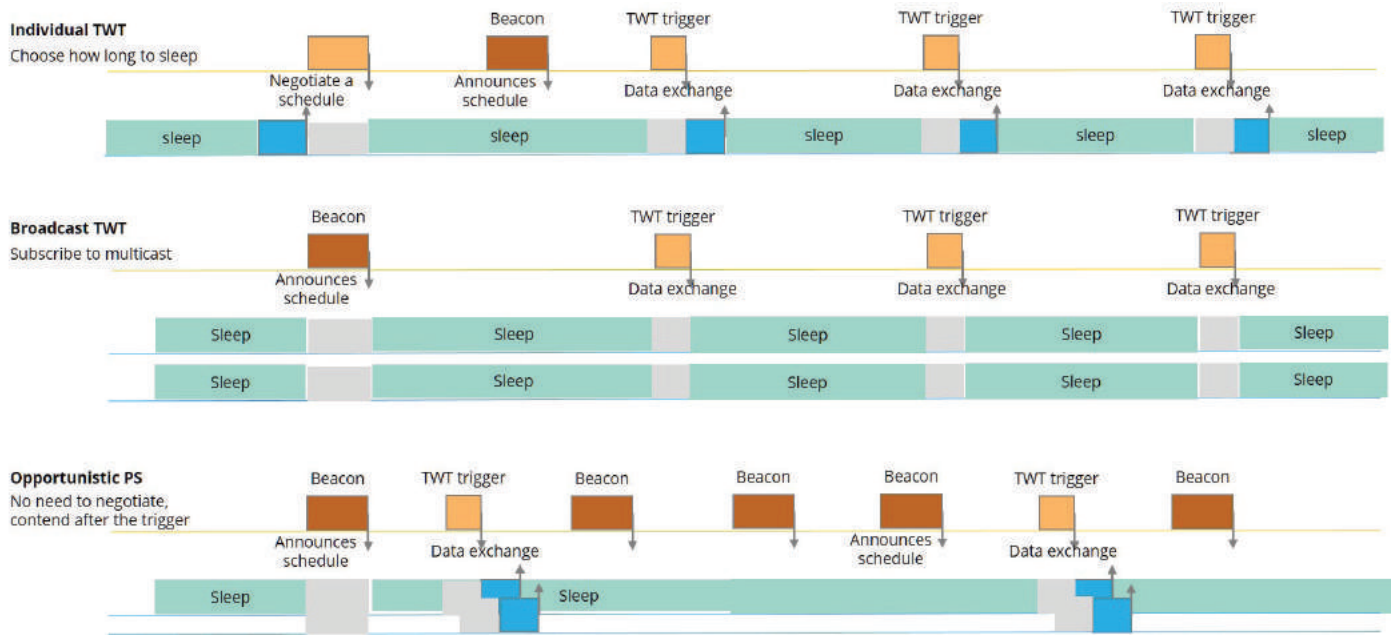 Individual TWT
Choose how long to sleep
Beacon
TWT trigger
TWT trigger
TWT trigger
Negotiate a
schedule
Announces
schedule
Data exchange
Data exchange
Data exchange
sleep
sleep
sleep
sleep
sleep
Broadcast TWT
Subscribe to multicast
Beacon
TWT trigger
TWT trigger
TWT trigger
Announces
schedule
Data exchange
Data exchange
Data exchange
Sleep
Sleep
Sleep
Sleep
Sleep
Sleep
Sleep
Sleep
Sleep
Sleep
Opportunistic PS
No need to negotiate,
contend after the trigger
Beacon
TWT trigger
Beacon
Beacon
Beacon
TWT trigger
Beacon
Announces
schedule
Data exchange
Announces
schedule
Data exchange
Sleep
Sleep